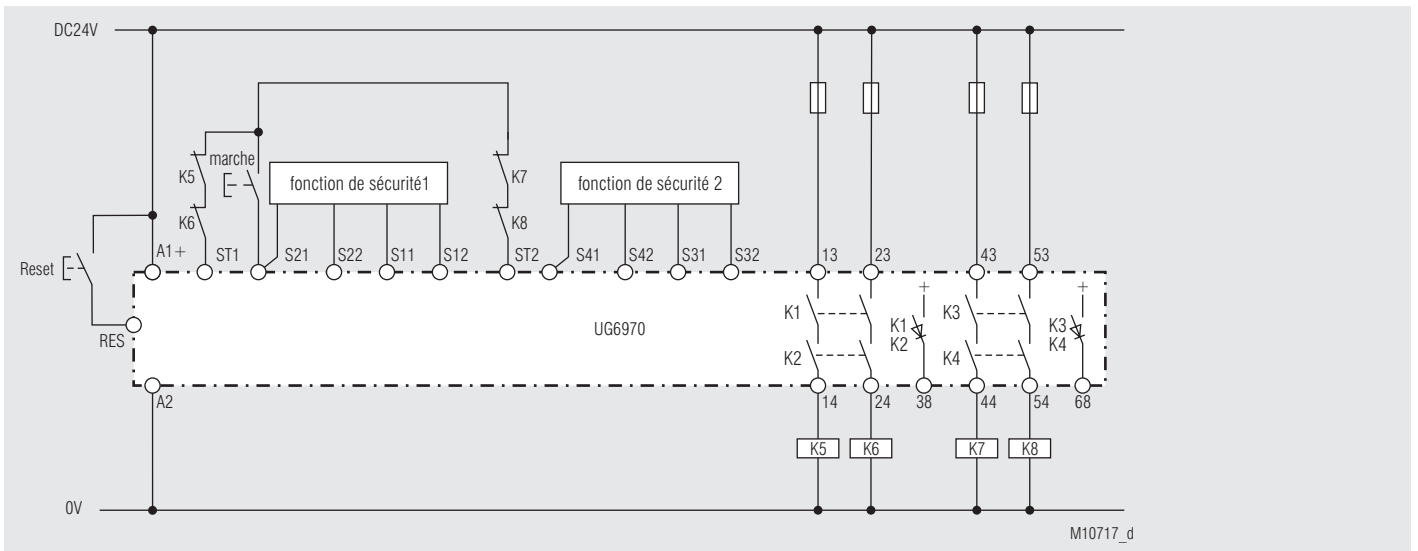 DC24V
marche
K5
K7
fonction de sécurité1
fonction de sécurité 2
K6
K8
A1+
ST1
S21
S22
S11
S12
ST2
S41
S42
S31
S32
13
23
43
53
Reset
RES
UG6970
K1
+
K1
K2
K3
+
K3
K4
K2
K4
A2
14
24
38
44
54
68
K5
K6
K7
K8
0V
M10717_d